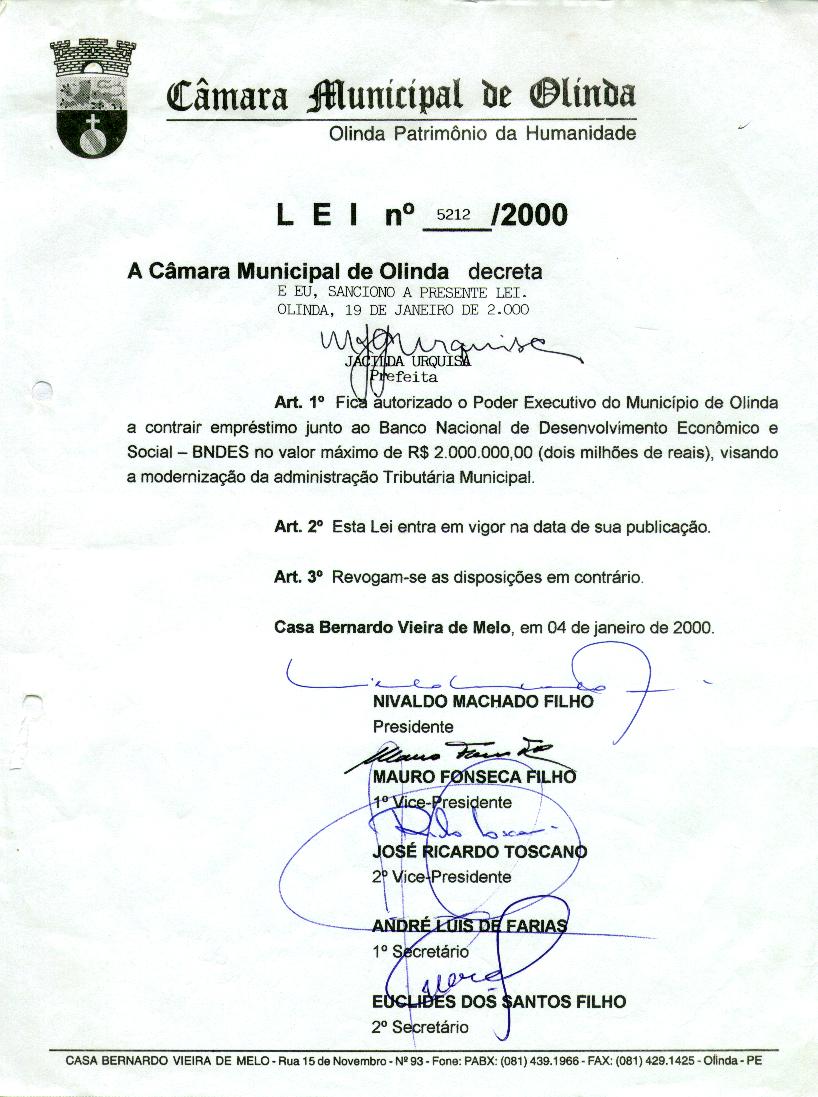 Câmara Municipal de Olinda
Olinda Patrimônio da Humanidade
L E I nº 5212 /2000
A Câmara Municipal de Olinda decreta
E EU, SANCIONO A PRESENTE LEI.
OLINDA, 19 DE JANEIRO DE 2.000
JACILDA URQUISA
Prefeita
Art. 1º Fica autorizado o Poder Executivo do Município de Olinda
a contrair empréstimo junto ao Banco Nacional de Desenvolvimento Econômico e
Social – BNDES no valor máximo de R$ 2.000.000,00 (dois milhões de reais), visando
a modernização da administração Tributária Municipal.
Art. 2º Esta Lei entra em vigor na data de sua publicação.
Art. 3º Revogam-se as disposições em contrário.
Casa Bernardo Vieira de Melo, em 04 de janeiro de 2000.
NIVALDO MACHADO FILHO
Presidente
MAURO FONSECA FILHO
1º Vice-Presidente
JOSÉ RICARDO TOSCANO
2º Vice-Presidente
ANDRÉ LUIS DE FARIAS
1º Secretário
EUCLIDES DOS SANTOS FILHO
2º Secretário
CASA BERNARDO VIEIRA DE MELO - Rua 15 de Novembro - Nº 93 - Fone: PABX: (081) 439.1966 - FAX: (081) 429.1425 - Olinda - PE